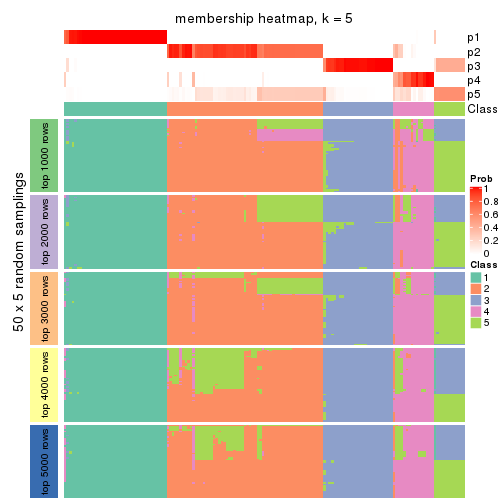 membership heatmap, k = 5
p1
p2
p3
p4
p5
Class
50 x 5 random samplings
top 1000 rows
top 2000 rows
top 3000 rows
top 4000 rows
top 5000 rows
Prob
1
0.8
0.6
0.4
0.2
0
Class
1
2
3
4
5